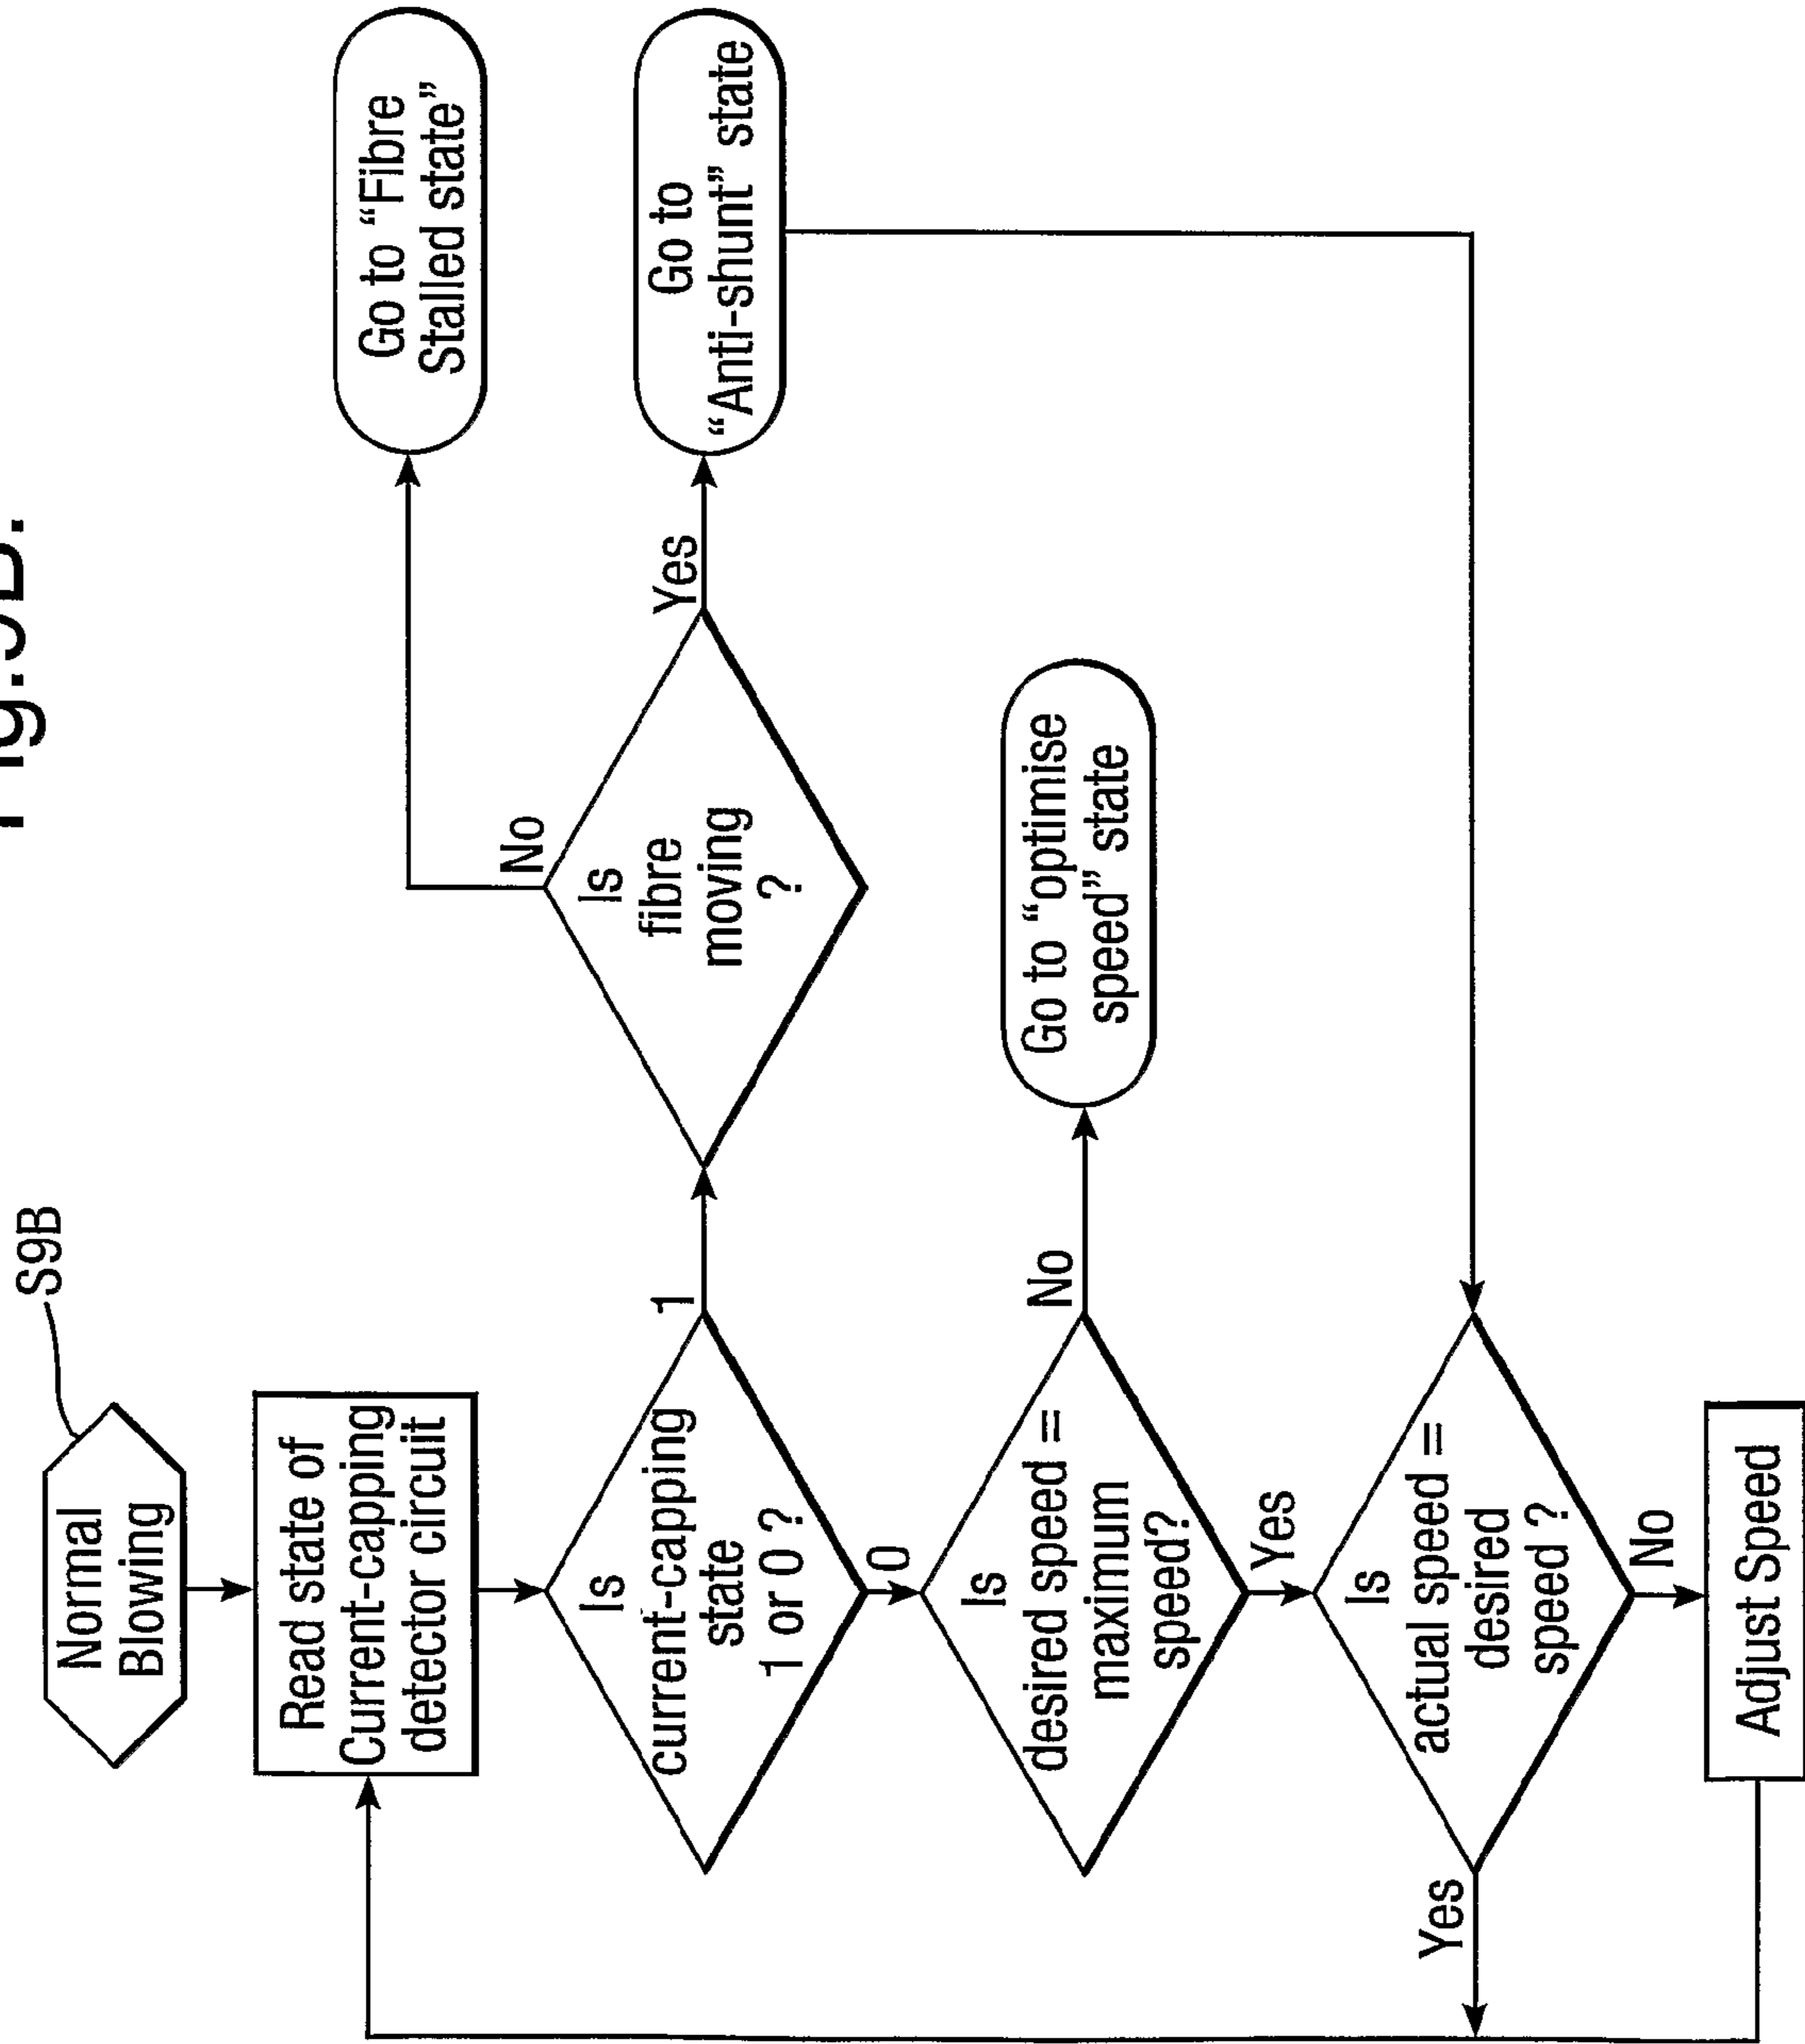 Fig.9B.
S9B
Normal
Blowing
Read state of
Current-capping
detector circuit
Is
current-capping
state
1 or 0 ?
1
0
Is
fibre
moving
?
No
Yes
Go to “Fibre
Stalled state”
Go to
“Anti-shunt” state
Is
desired speed =
maximum
speed?
No
Yes
Go to “optimise
speed” state
Is
actual speed =
desired
speed ?
Yes
No
Adjust Speed